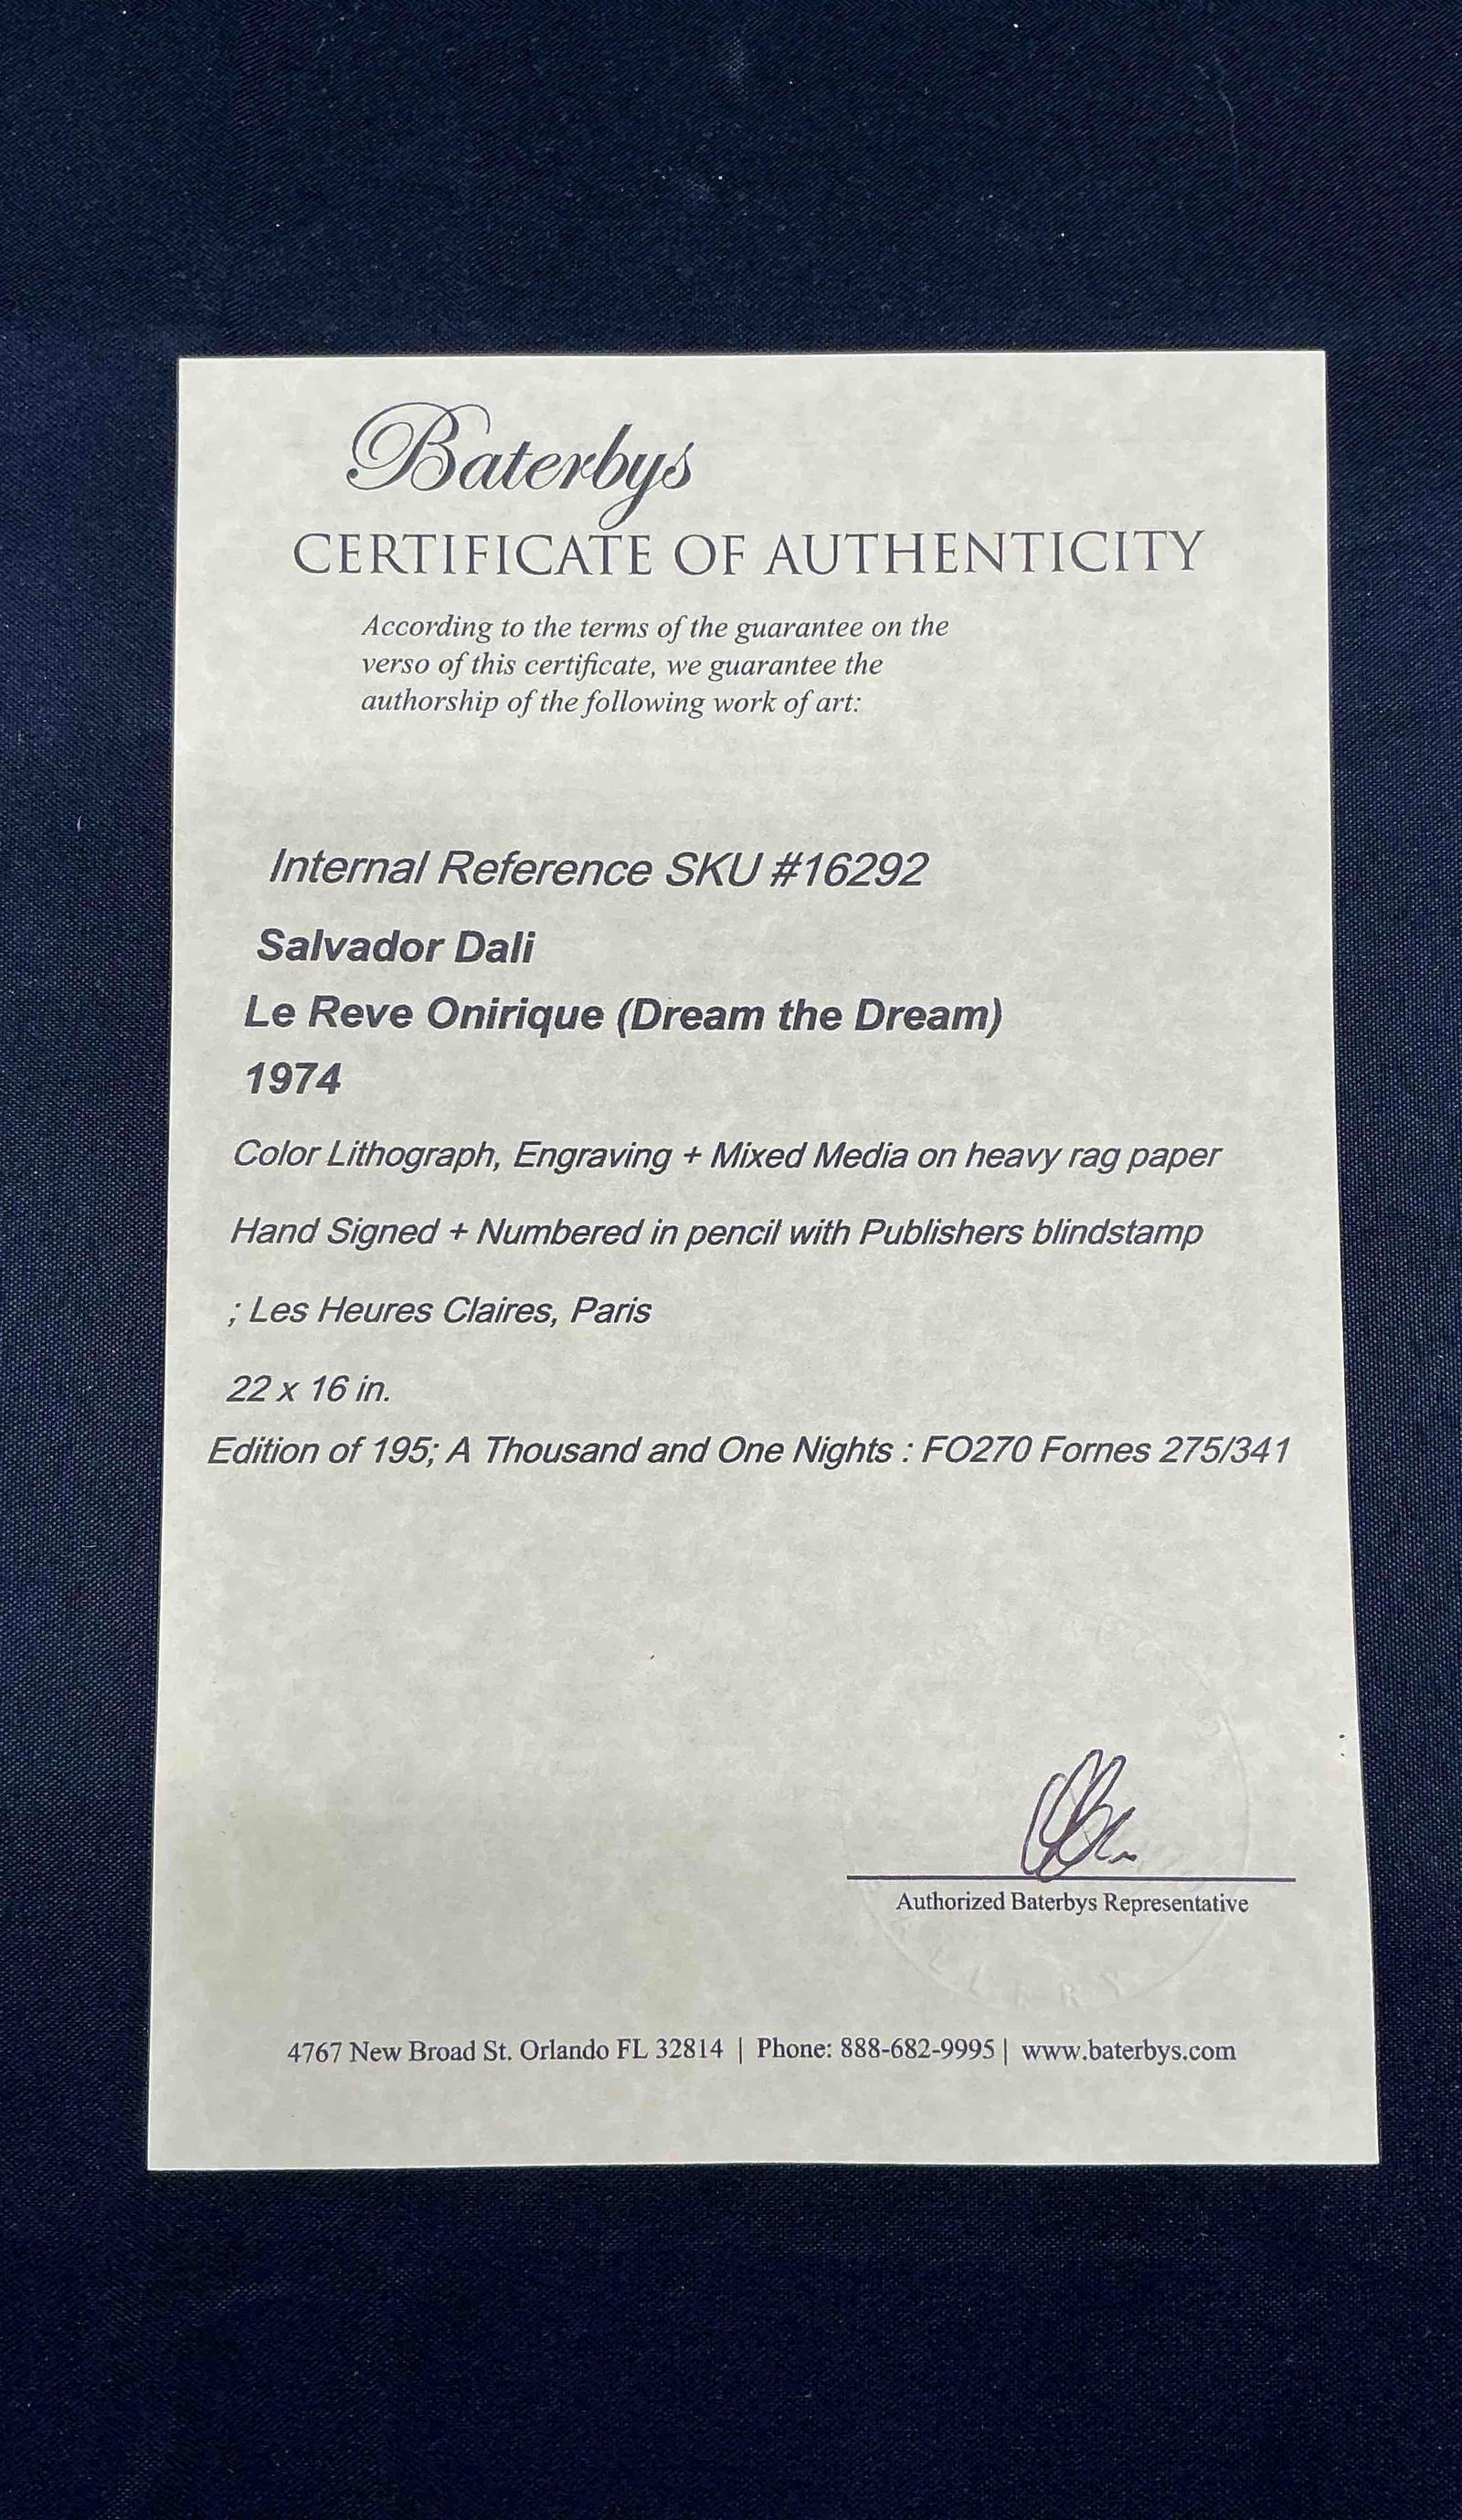 Baterbys
CERTIFICATE OF AUTHENTICITY
According to the terms of the guarantee on the
verso of this certificate, we guarantee the
authorship of the following work of art:
Internal Reference SKU #16292
Salvador Dali
Le Reve Onirique (Dream the Dream)
1974
Color Lithograph, Engraving + Mixed Media on heavy rag paper
Hand Signed + Numbered in pencil with Publishers blindstamp
; Les Heures Claires, Paris
22 x 16 in.
Edition of 195; A Thousand and One Nights : FO270 Fornes 275/341
Authorized Baterbys Representative
4767 New Broad St. Orlando FL 32814 | Phone: 888-682-9995 | www.baterbys.com